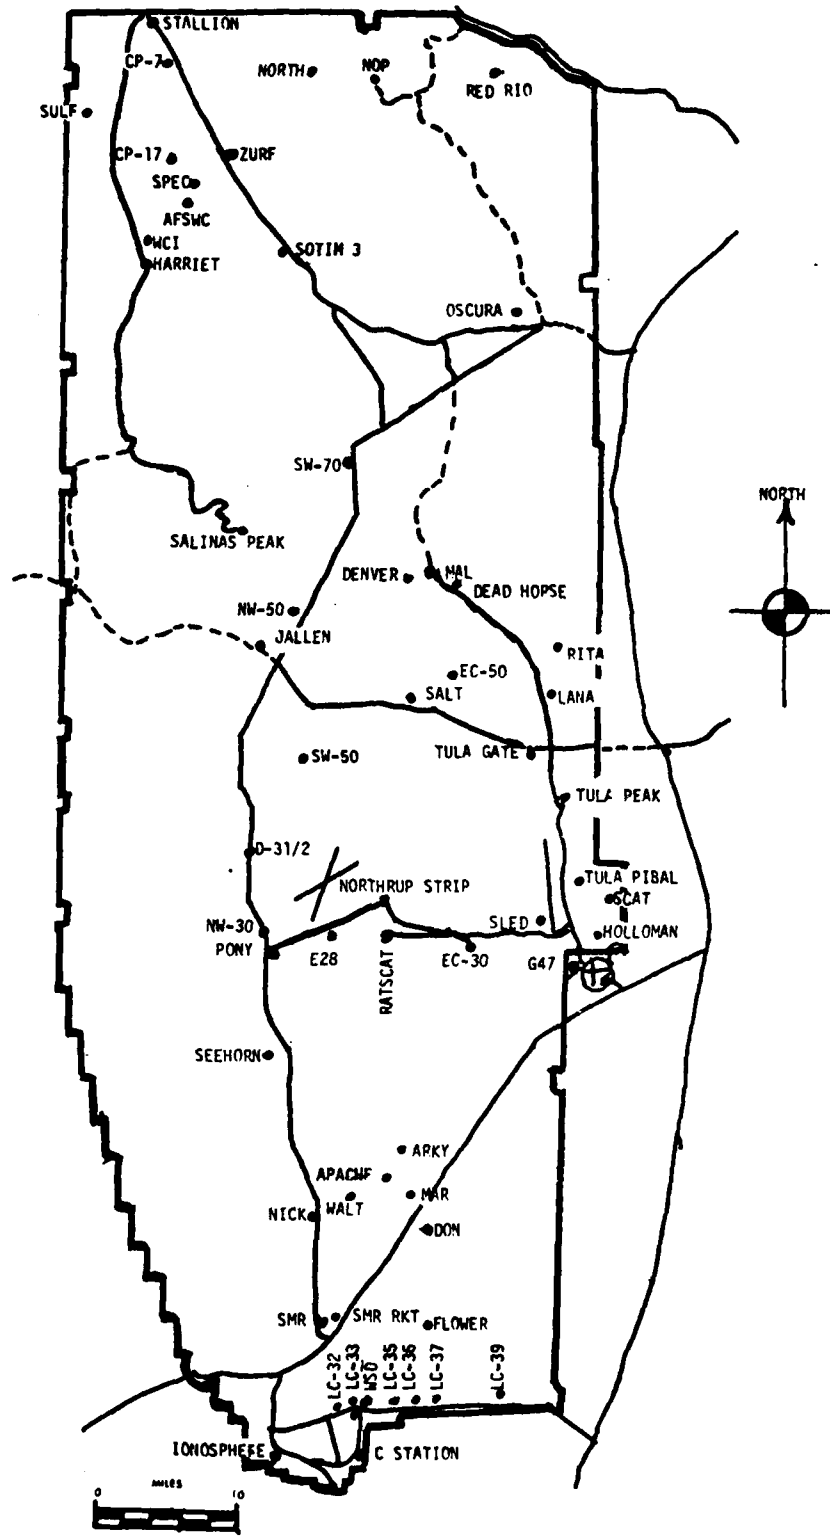 STALLION
CP-7
NORTH
NOP
RED RIO
SULF
CP-17
ZURF
SPEC
AFSWC
WCI
HARRIET
SOTIM 3
OSCURA
SW-70
NORTH
SALINAS PEAK
DENVER
MAL
DEAD HOPSE
NW-50
JALLEN
RITA
EC-50
SALT
LANA
TULA GATE
SW-50
TULA PEAK
D-31/2
NORTHRUP STRIP
TULA PIBAL
SCAT
SLED
NW-30
HOLLOMAN
PONY
E28
RATSCAT
EC-30
G47
SEEHORN
ARKY
APACHE
MAR
WALT
NICK
DON
SMR
SMR RKT
FLOWER
LC-32
LC-33
WSD
LC-35
LC-36
LC-37
LC-39
IONOSPHEFE
C STATION
MILES
0 10